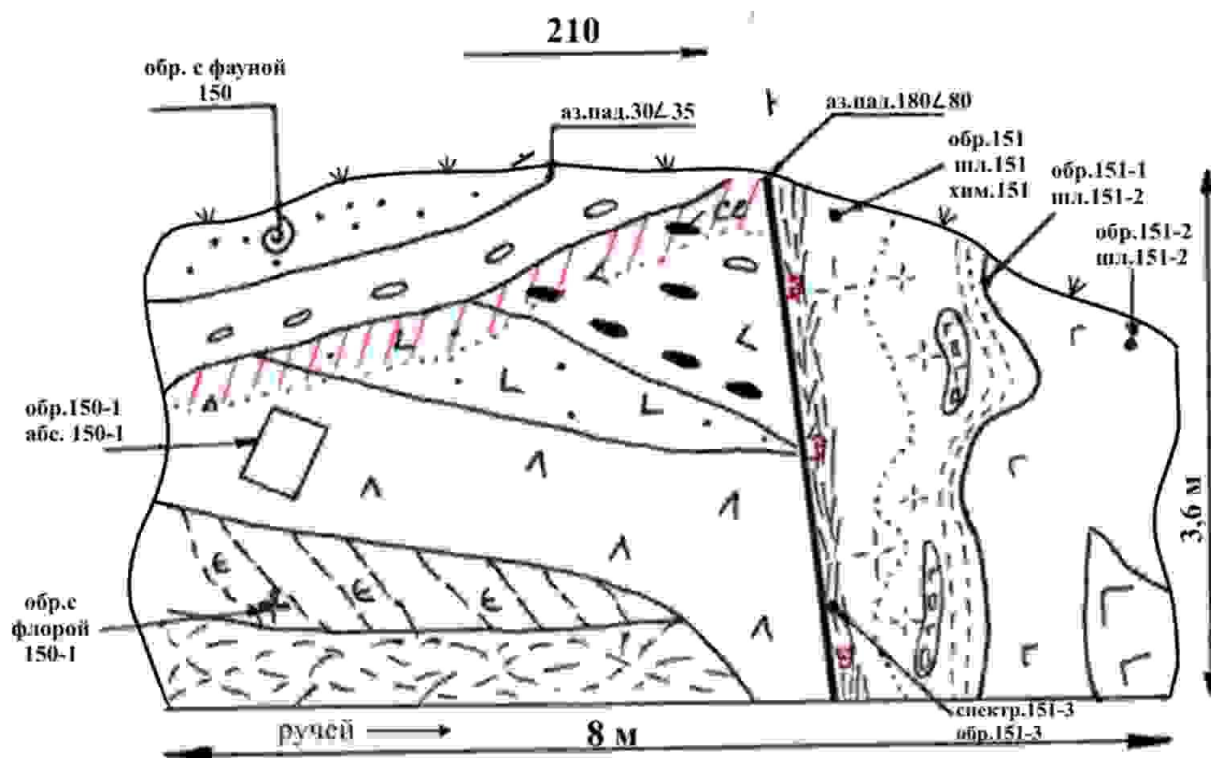 210
обр. с фауной
150
аз.пад.30∠35
аз.пад.180∠80
обр.151
шл.151
хим.151
обр.151-1
шл.151-2
обр.151-2
шл.151-2
обр.150-1
абс. 150-1
3,6 м
обр.с
флорой
150-1
спектр.151-3
обр.151-3
ручей
8 м